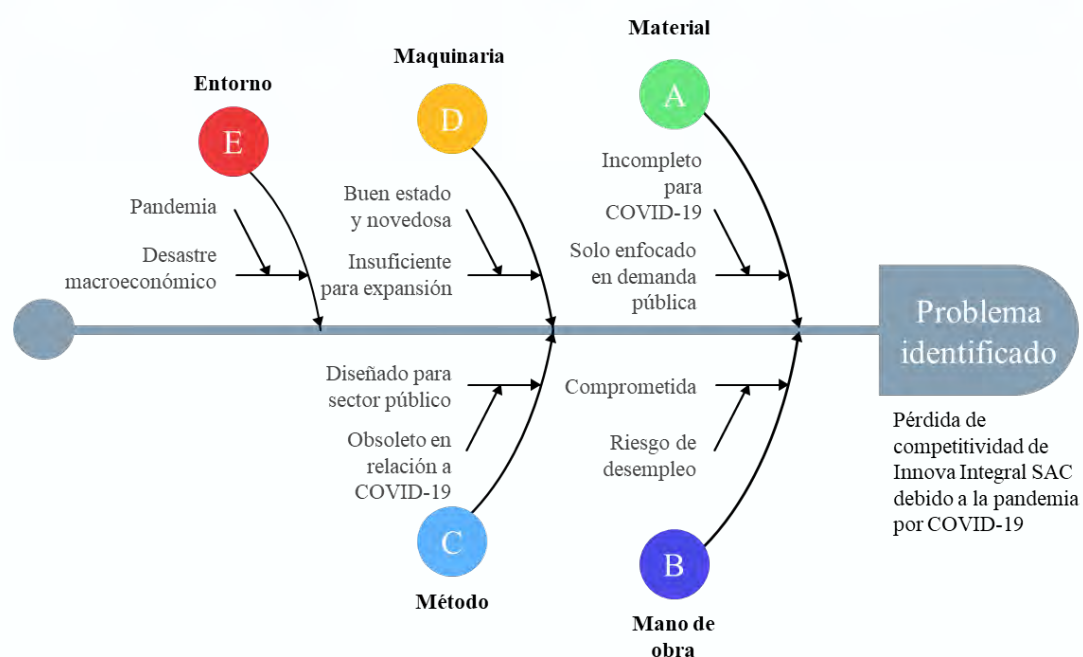 Material
Maquinaria
Entorno
A
D
E
Incompleto
para
COVID-19
Buen estado
y novedosa
Pandemia
Solo enfocado
en demanda
pública
Desastre
macroeconómico
Insuficiente
para expansión
Problema
identificado
Diseñado para
sector público
Comprometida
Obsoleto en
relación a
COVID-19
Riesgo de
desempleo
Pérdida de
competitividad de
Innova Integral SAC
debido a la pandemia
por COVID-19
C
B
Método
Mano de
obra